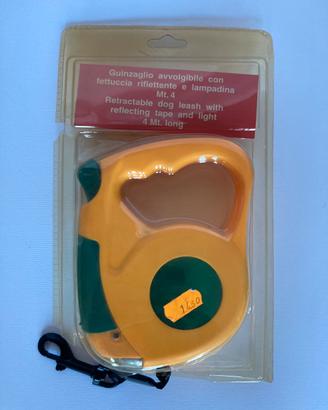 Guinzaglio avvolgibile con
fettuccia riflettente e lampadina
Mt. 4
Retractable dog leash with
reflecting tape and light
4 Mt. long